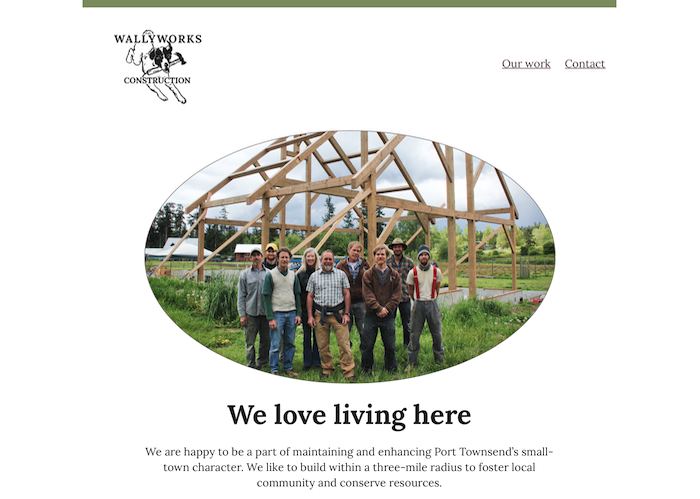 WALLYWORKS
CONSTRUCTION
Our work
Contact
We love living here
We are happy to be a part of maintaining and enhancing Port Townsend’s small-
town character. We like to build within a three-mile radius to foster local
community and conserve resources.